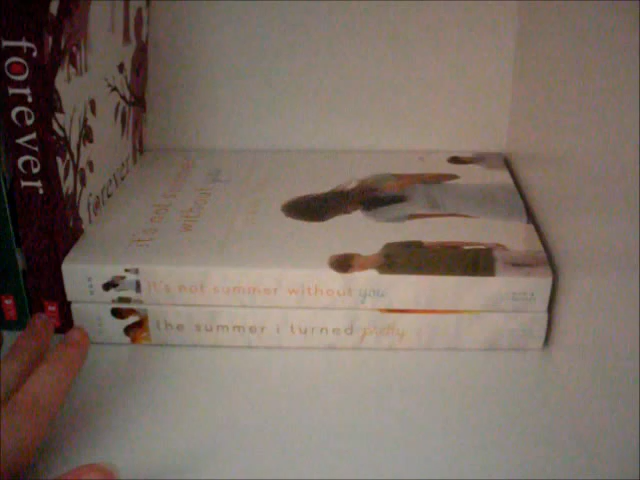 forever
forever
it's not summer
without you
it's not summer without you
the summer i turned pretty